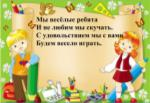 Мы весёлые ребята
И не любим мы скучать.
С удовольствием мы с вами
Будем весело играть.